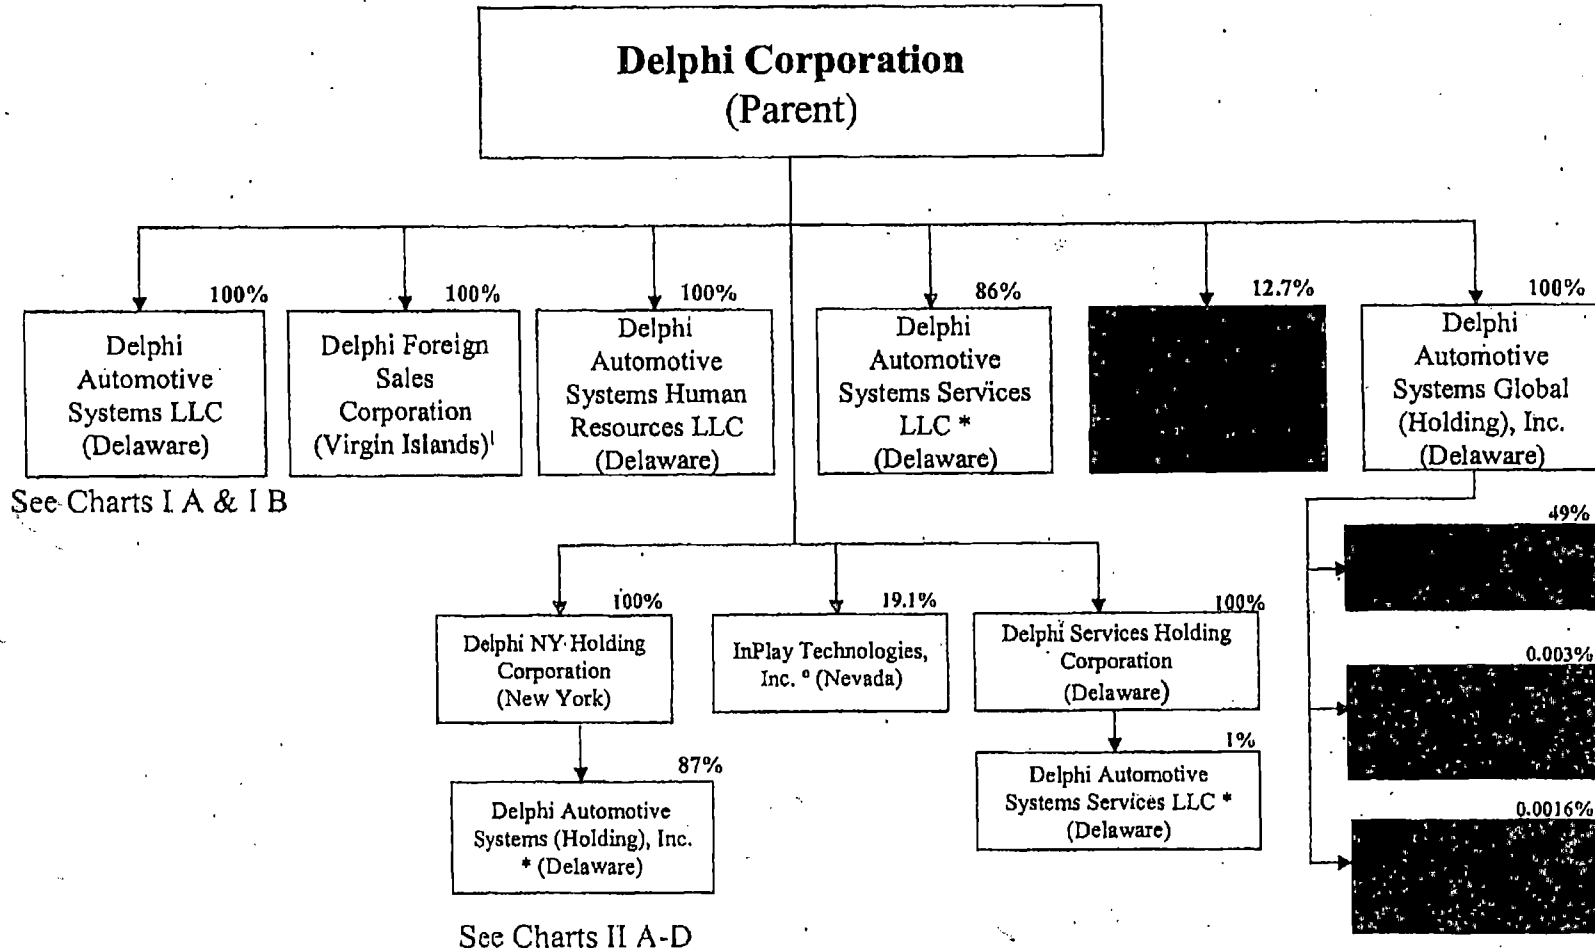 Delphi Corporation
(Parent)
100%
Delphi
Automotive
Systems LLC
(Delaware)
See Charts I A & I B
100%
Delphi Foreign
Sales
Corporation
(Virgin Islands)¹
100%
Delphi
Automotive
Systems Human
Resources LLC
(Delaware)
86%
Delphi
Automotive
Systems Services
LLC *
(Delaware)
12.7%
100%
Delphi
Automotive
Systems Global
(Holding), Inc.
(Delaware)
49%
0.003%
0.0016%
100%
Delphi NY Holding
Corporation
(New York)
87%
Delphi Automotive
Systems (Holding), Inc.
* (Delaware)
See Charts II A-D
19.1%
InPlay Technologies,
Inc. ° (Nevada)
100%
Delphi Services Holding
Corporation
(Delaware)
1%
Delphi Automotive
Systems Services LLC *
(Delaware)